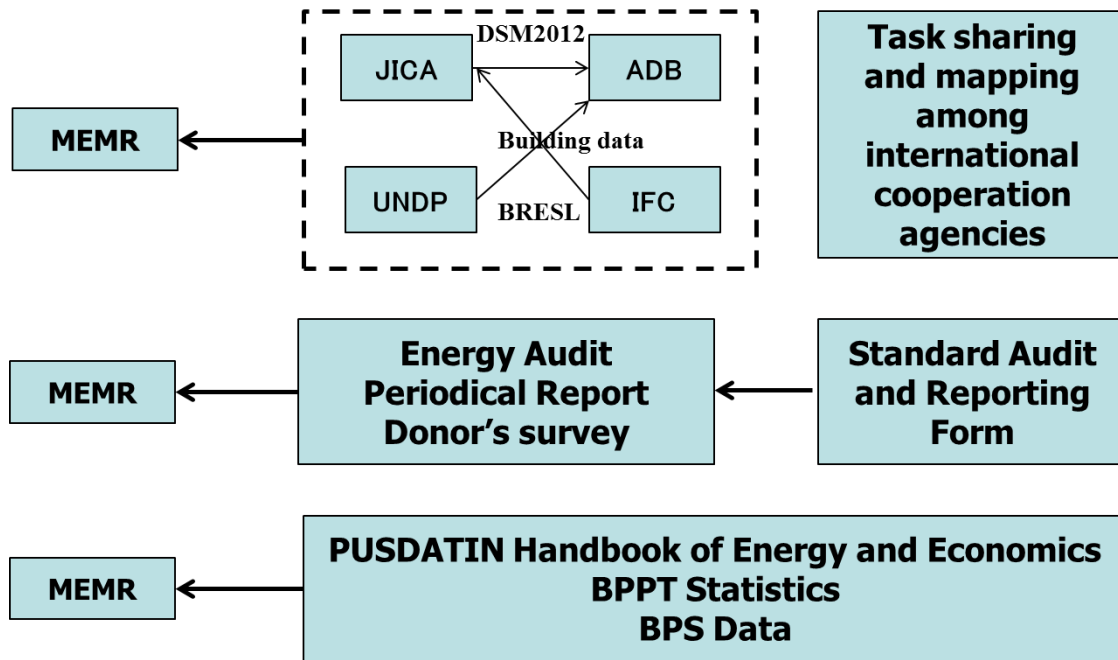 DSM2012
JICA
ADB
Task sharing
and mapping
among
international
cooperation
agencies
MEMR
Building data
UNDP
BRESL
IFC
MEMR
Energy Audit
Periodical Report
Donor’s survey
Standard Audit
and Reporting
Form
MEMR
PUSDATIN Handbook of Energy and Economics
BPPT Statistics
BPS Data